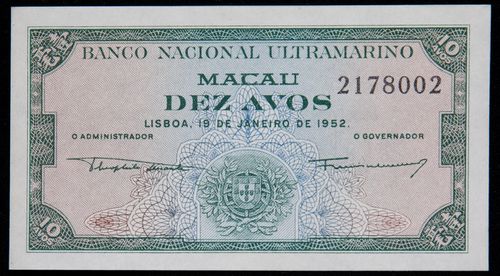 10
BANCO NACIONAL ULTRAMARINO
10
AVOS
MACAU
2178002
DEZ AVOS
LISBOA, 19 DE JANEIRO DE 1952.
O ADMINISTRADOR
O GOVERNADOR
10
10